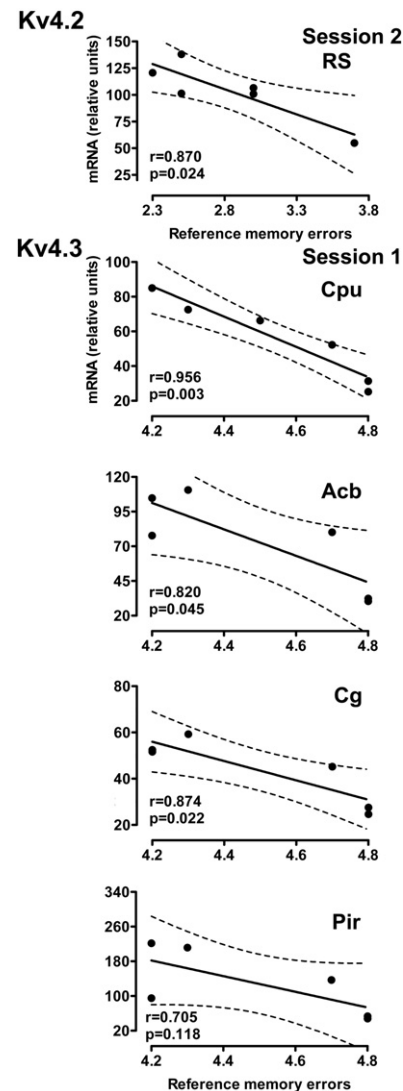 Kv4.2
Session 2
RS
mRNA (relative units)
150
125
100
75
50
25
r=0.870
p=0.024
2.3 2.8 3.3 3.8
Reference memory errors
Kv4.3
Session 1
Cpu
mRNA (relative units)
100
80
60
40
20
r=0.956
p=0.003
4.2 4.4 4.6 4.8
Acb
120
95
70
45
20
r=0.820
p=0.045
4.2 4.4 4.6 4.8
Cg
80
60
40
20
r=0.874
p=0.022
4.2 4.4 4.6 4.8
Pir
340
260
180
100
20
r=0.705
p=0.118
4.2 4.4 4.6 4.8
Reference memory errors